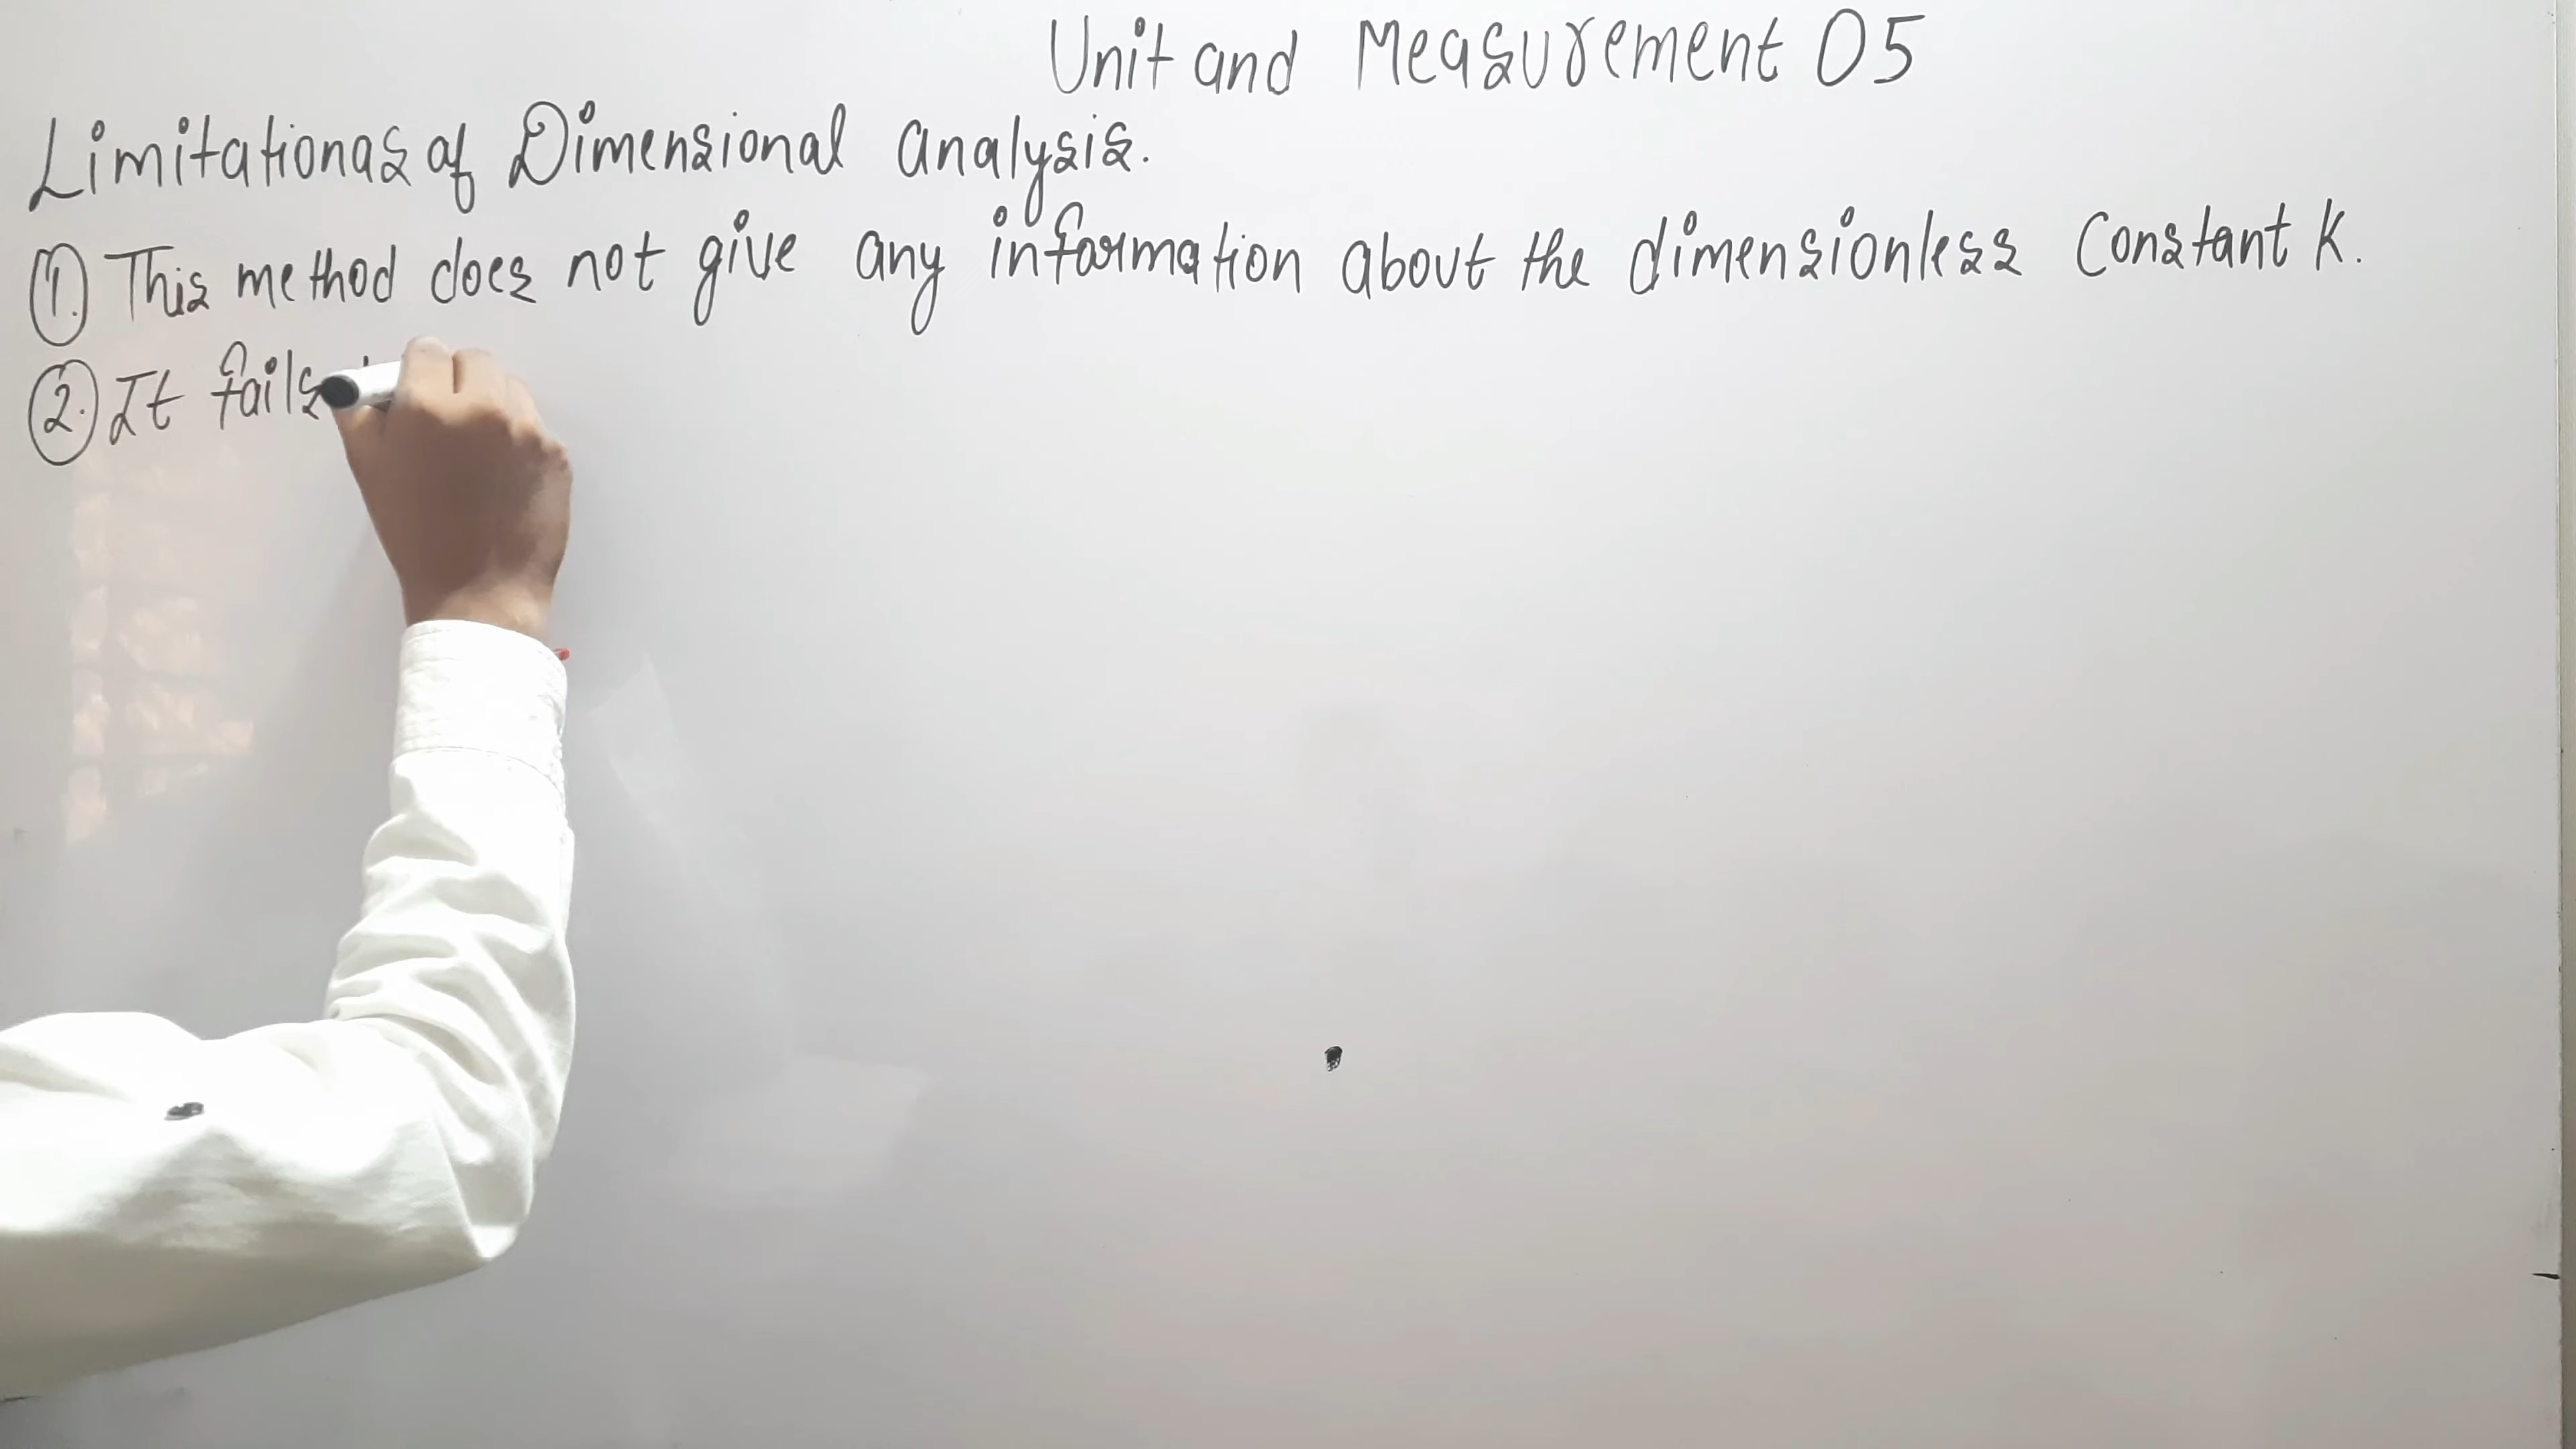 Unit and Measurement 05
Limitationas of Dimensional analysis.
1. This method does not give any information about the dimensionless Constant K.
2. It fails